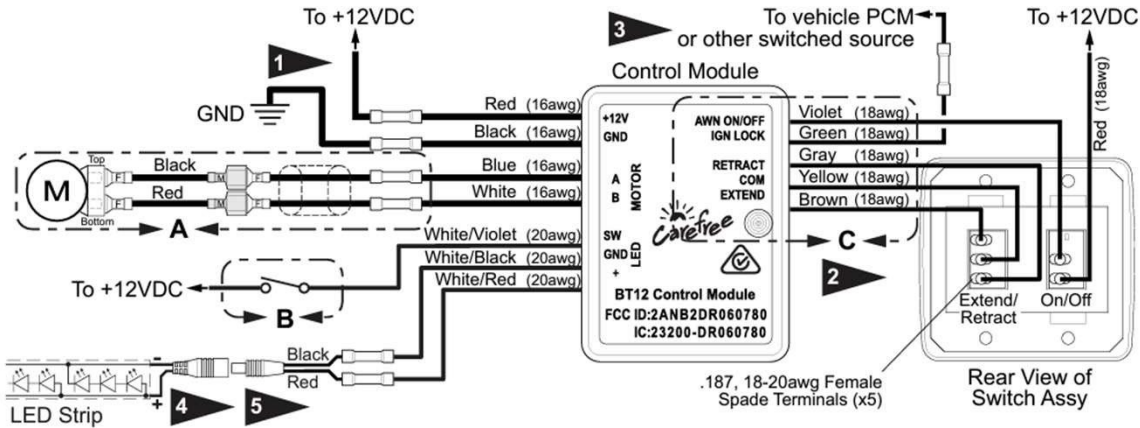 To +12VDC
1
GND
Red (16awg)
Black (16awg)
Blue (16awg)
White (16awg)
M
Top
Bottom
Black
Red
F
F
M
M
F
F
A
White/Violet (20awg)
White/Black (20awg)
White/Red (20awg)
To +12VDC
B
Black
Red
-
+
4
5
LED Strip
3
To vehicle PCM
or other switched source
Control Module
+12V
GND
A
B
MOTOR
SW
GND
+
LED
AWN ON/OFF
IGN LOCK
RETRACT
COM
EXTEND
Carefree
BT12 Control Module
FCC ID:2ANB2DR060780
IC:23200-DR060780
Violet (18awg)
Green (18awg)
Gray (18awg)
Yellow (18awg)
Brown (18awg)
C
2
To +12VDC
Red (18awg)
Extend/
Retract
On/Off
.187, 18-20awg Female
Spade Terminals (x5)
Rear View of
Switch Assy